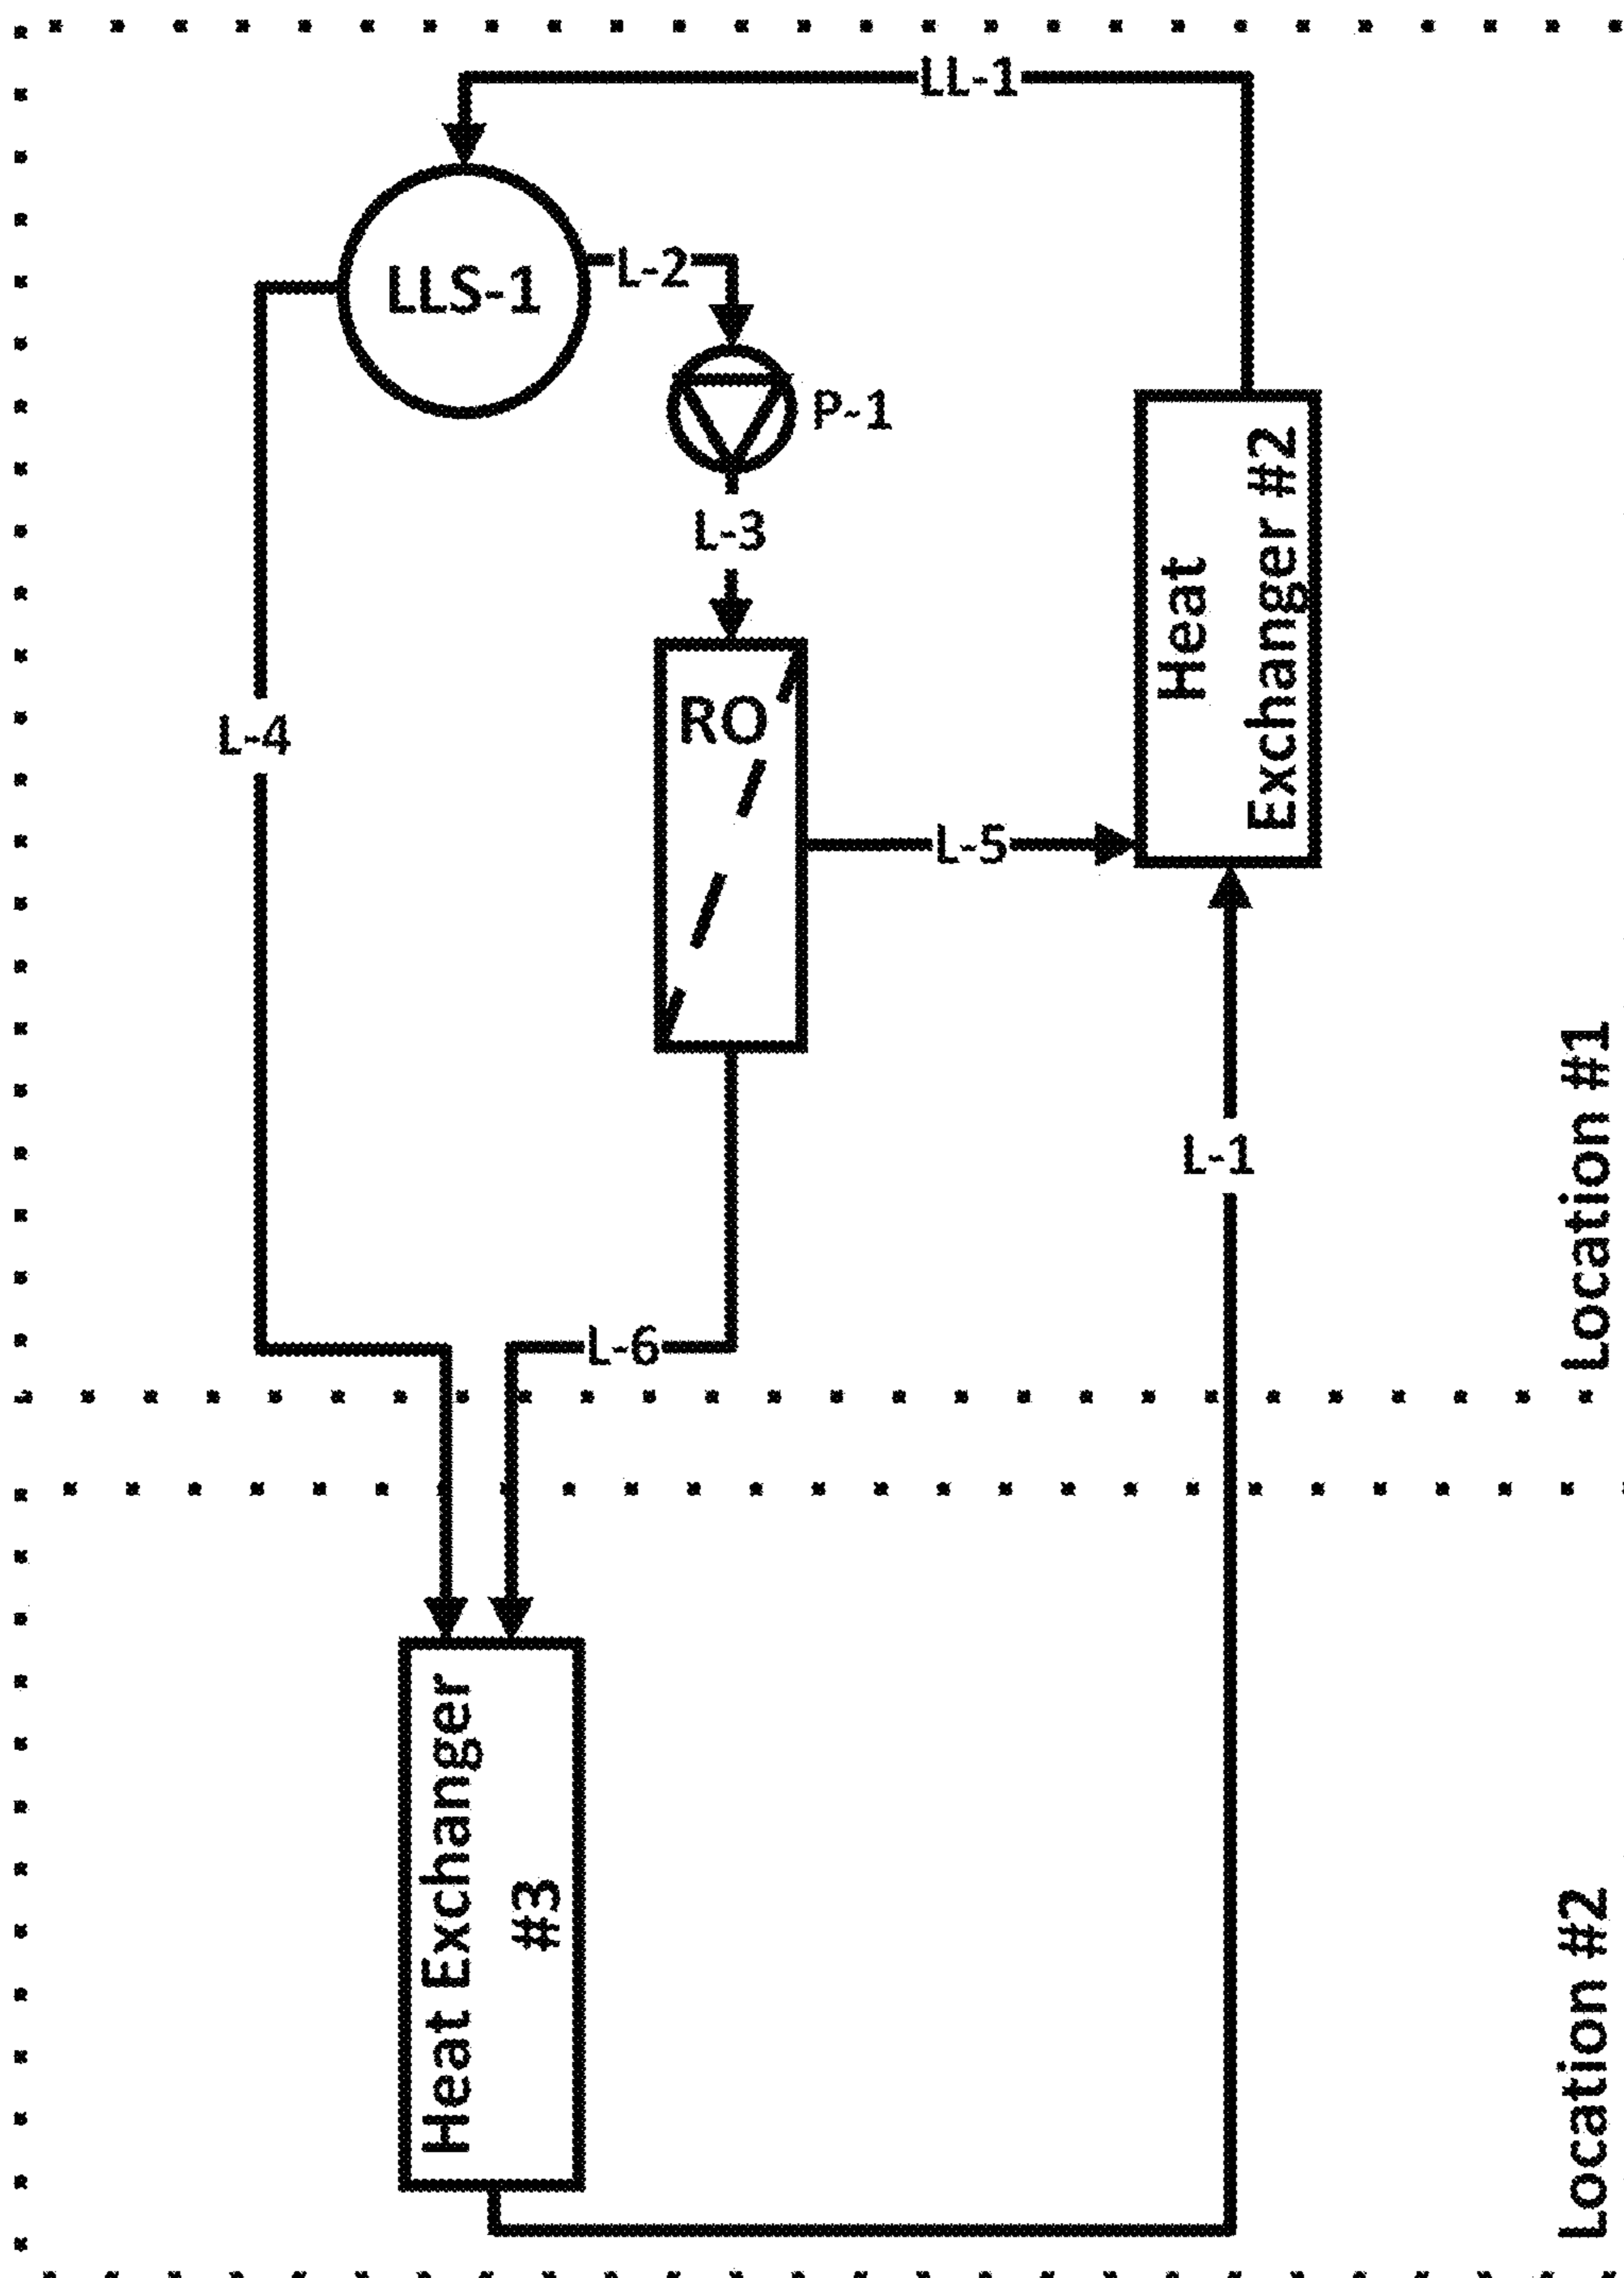 LL-1
LLS-1
L-2
P-1
L-3
Heat
Exchanger #2
RO
L-4
L-5
L-1
Location #1
L-6
Heat Exchanger
#3
Location #2